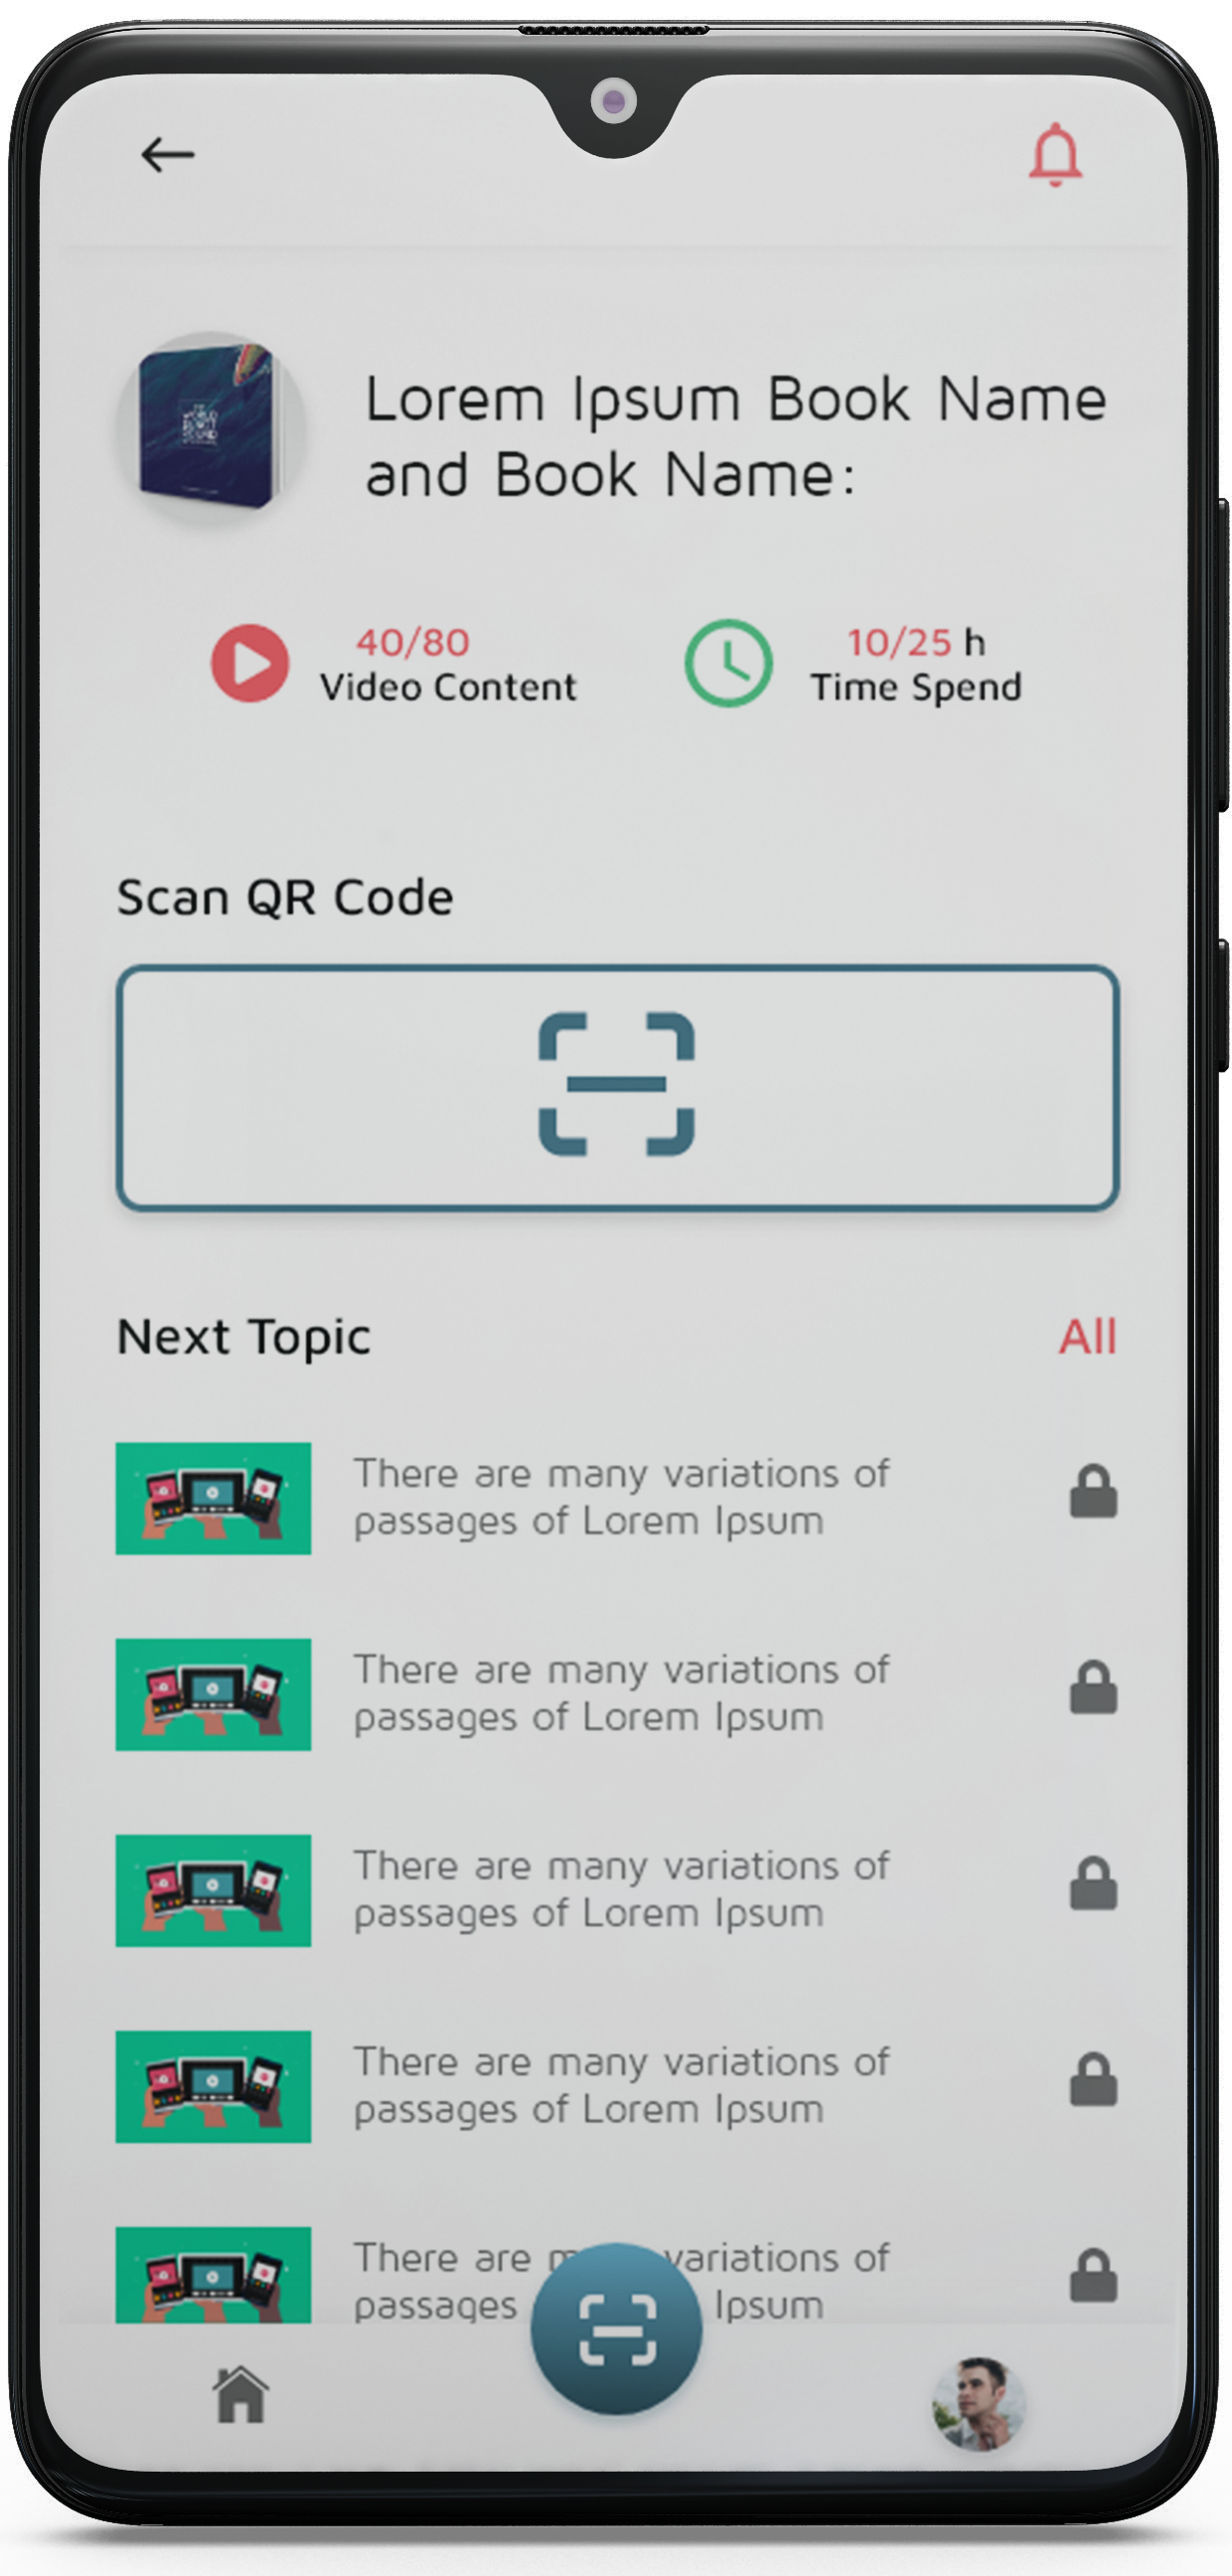 Lorem Ipsum Book Name
and Book Name:
40/80
Video Content
10/25 h
Time Spend
Scan QR Code
Next Topic
All
There are many variations of
passages of Lorem Ipsum
There are many variations of
passages of Lorem Ipsum
There are many variations of
passages of Lorem Ipsum
There are many variations of
passages of Lorem Ipsum
There are variations of
passages Ipsum